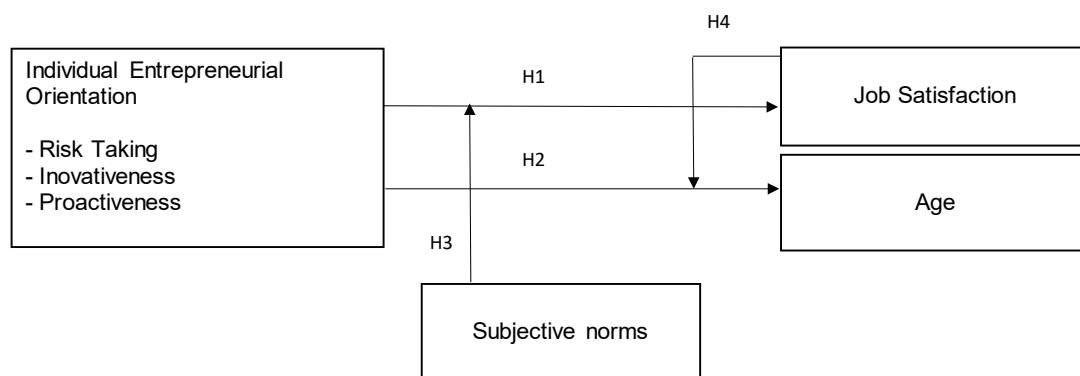 H4
Individual Entrepreneurial
Orientation
- Risk Taking
- Inovativeness
- Proactiveness
H1
H2
Job Satisfaction
Age
H3
Subjective norms